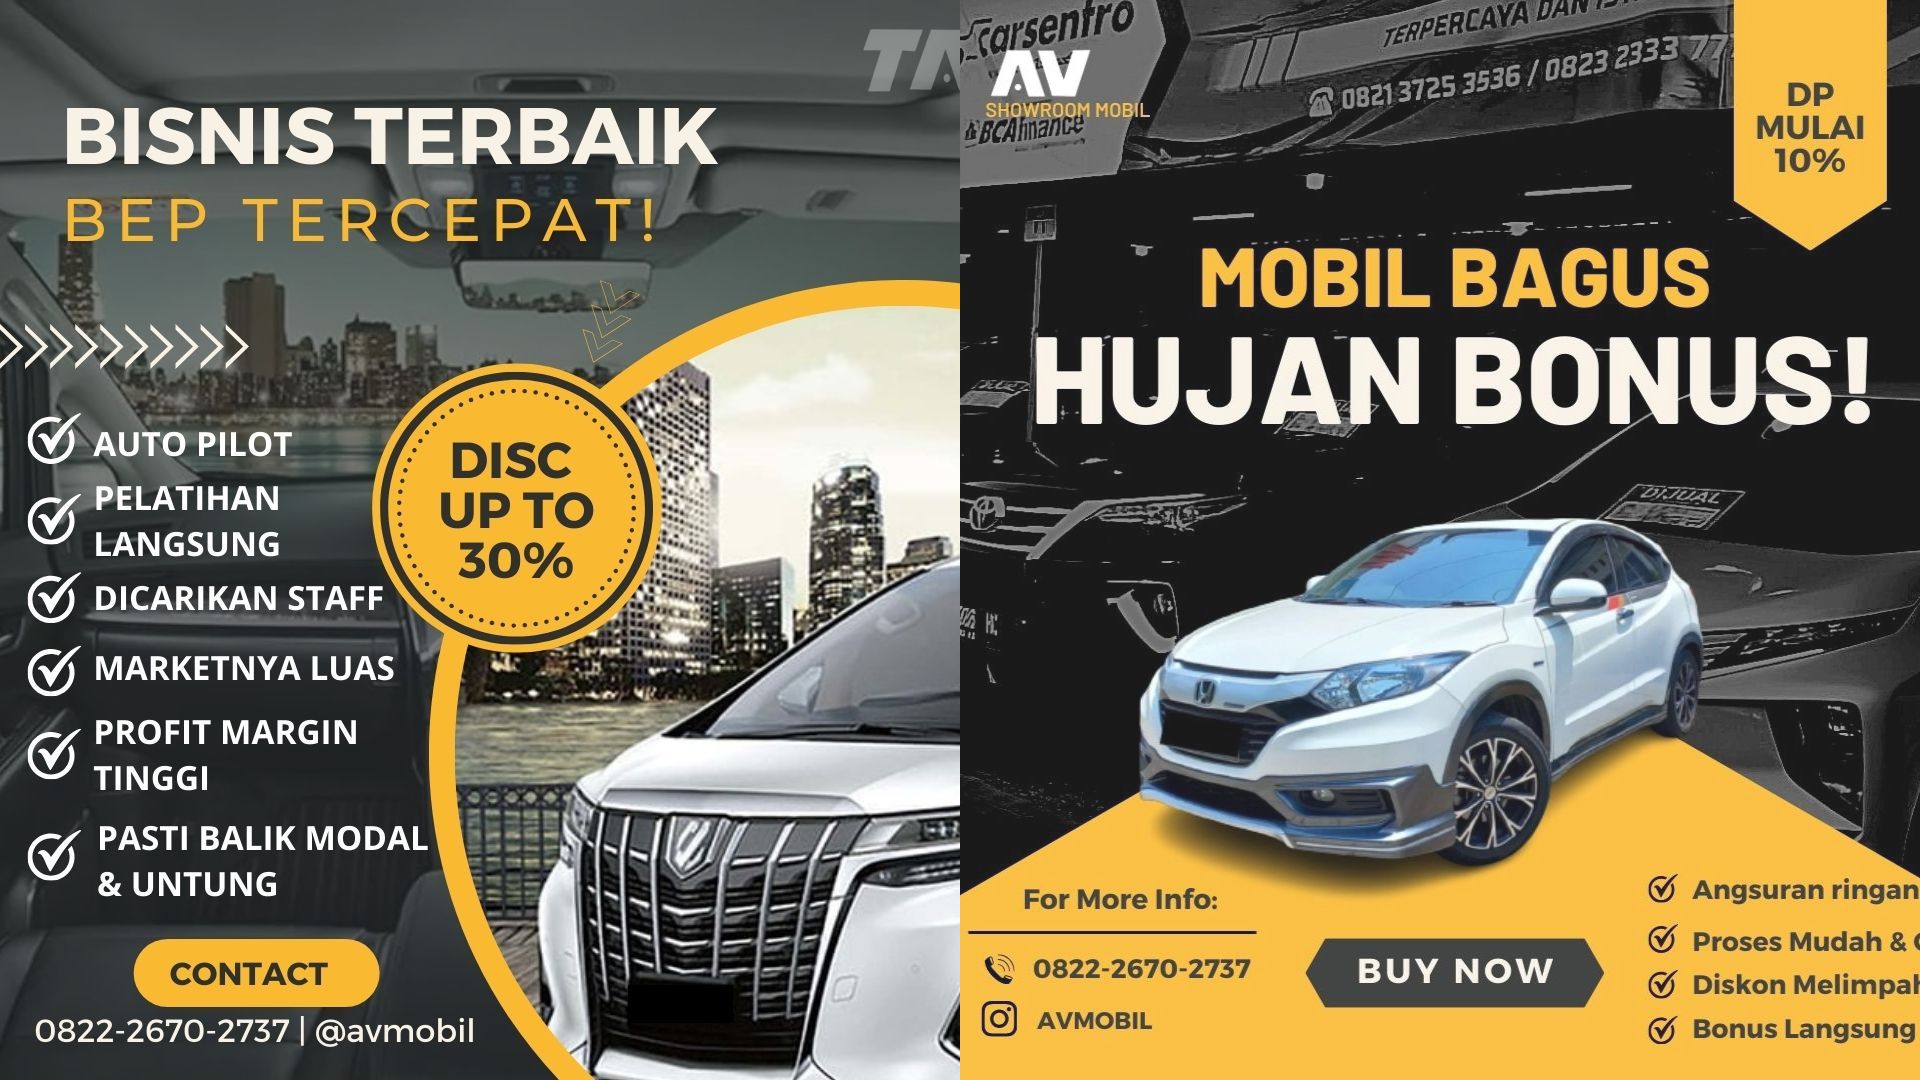 BISNIS TERBAIK
BEP TERCEPAT!
AUTO PILOT
PELATIHAN
LANGSUNG
DICARIKAN STAFF
MARKETNYA LUAS
PROFIT MARGIN
TINGGI
PASTI BALIK MODAL
& UNTUNG
DISC
UP TO
30%
CONTACT
0822-2670-2737 | @avmobil
carsentro
TERPERCAYA DAN
0821 3725 3536 / 0823 2333 77
BCAfinance
AV
SHOWROOM MOBIL
DP
MULAI
10%
MOBIL BAGUS
HUJAN BONUS!
DIJUAL
For More Info:
0822-2670-2737
AVMOBIL
BUY NOW
Angsuran ringan
Proses Mudah &
Diskon Melimpah
Bonus Langsung